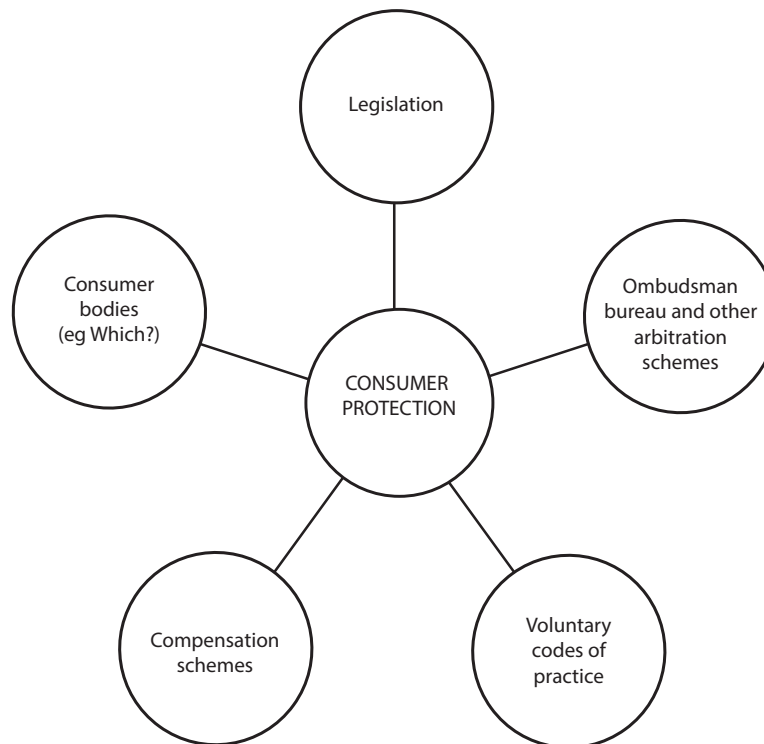 Legislation
Consumer
bodies
(eg Which?)
Ombudsman
bureau and other
arbitration
schemes
CONSUMER
PROTECTION
Compensation
schemes
Voluntary
codes of
practice